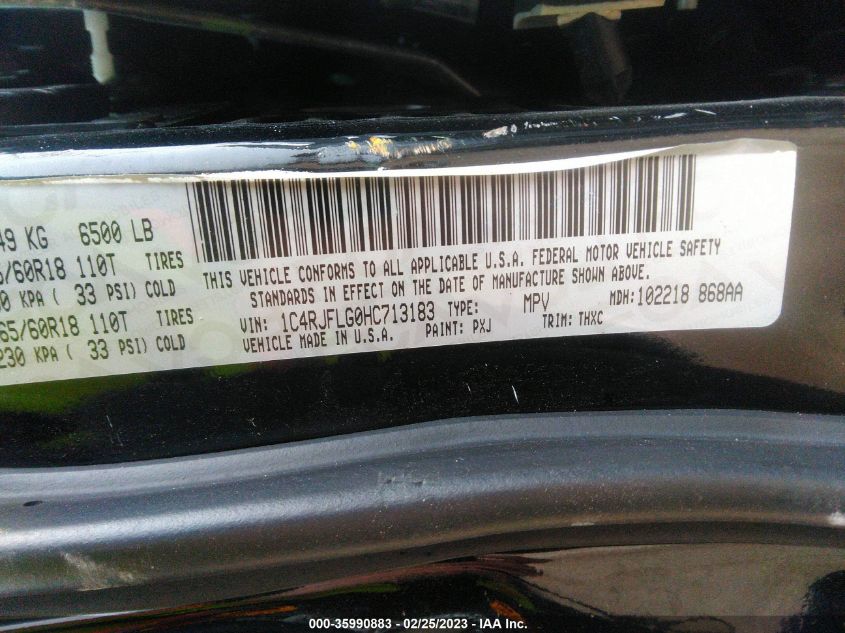 49 KG 6500 LB
5/60R18 110T TIRES
30 KPA ( 33 PSI) COLD
65/60R18 110T TIRES
230 KPA ( 33 PSI) COLD
THIS VEHICLE CONFORMS TO ALL APPLICABLE U.S.A. FEDERAL MOTOR VEHICLE SAFETY
STANDARDS IN EFFECT ON THE DATE OF MANUFACTURE SHOWN ABOVE.
VIN: 1C4RJFLG0HC713183 TYPE: MPV MDH: 102218 868AA
VEHICLE MADE IN U.S.A. PAINT: PXJ TRIM: THXC
000-35990883 - 02/25/2023 - IAA Inc.